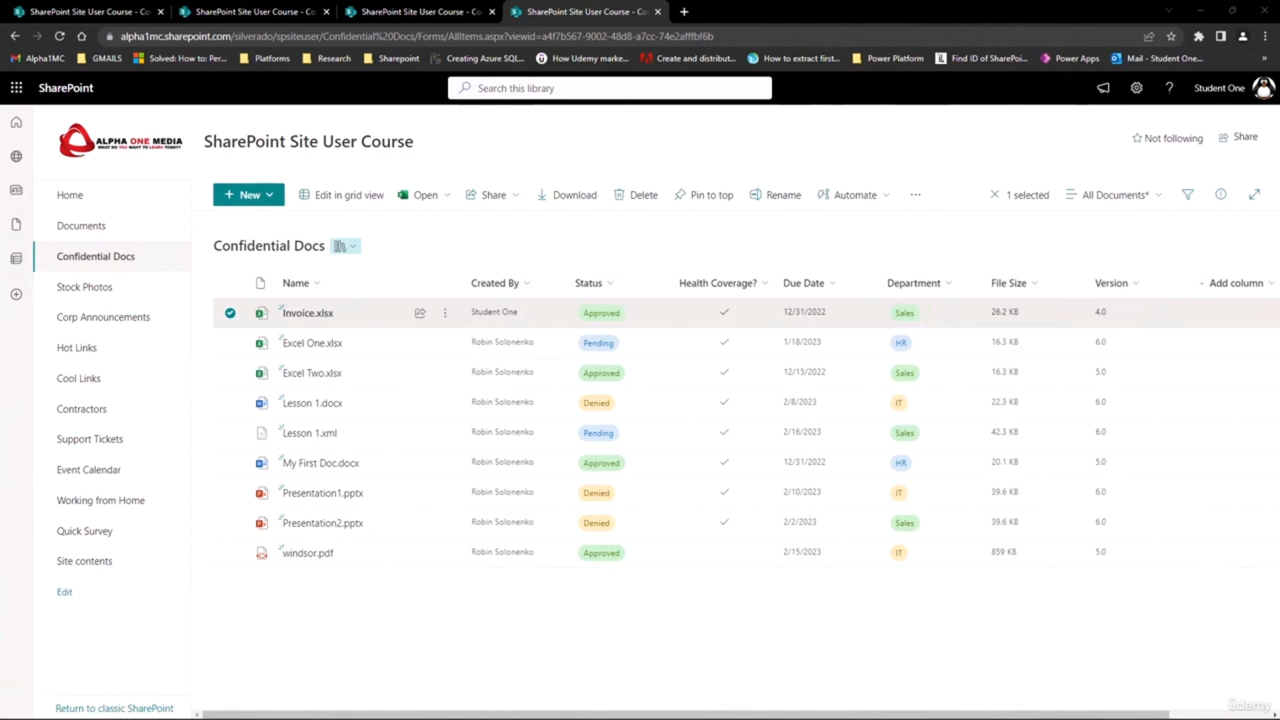 SharePoint Site User Course - Co
SharePoint Site User Course - Co
SharePoint Site User Course - Co
SharePoint Site User Course - Co
alpha1mc.sharepoint.com/silverado/spsiteuser/Confidential%20Docs/Forms/AllItems.aspx?viewid=a4f7b567-9002-48d8-a7cc-74e2afffbf6b
Alpha1MC GMAILS Solved: How to: Per... Platforms Research Sharepoint Creating Azure SQL... How Udemy marke... Create and distribut... How to extract first... Power Platform Find ID of SharePoi... Power Apps Mail - Student One... »
SharePoint Search this library ? Student One
ALPHA ONE MEDIA
WHAT DO YOU WANT TO LEARN TODAY?
SharePoint Site User Course Not following Share
+ New Edit in grid view Open Share Download Delete Pin to top Rename Automate ... 1 selected All Documents*
Home
Documents
Confidential Docs
Stock Photos
Corp Announcements
Hot Links
Cool Links
Contractors
Support Tickets
Event Calendar
Working from Home
Quick Survey
Site contents
Edit
Return to classic SharePoint
Confidential Docs
Name Created By Status Health Coverage? Due Date Department File Size Version Add column
Invoice.xlsx Student One Approved 12/31/2022 Sales 26.2 KB 4.0
Excel One.xlsx Robin Solonenko Pending 1/18/2023 HR 16.3 KB 6.0
Excel Two.xlsx Robin Solonenko Approved 12/15/2022 Sales 16.3 KB 5.0
Lesson 1.docx Robin Solonenko Denied 2/8/2023 IT 22.3 KB 6.0
Lesson 1.xml Robin Solonenko Pending 2/16/2023 Sales 42.3 KB 6.0
My First Doc.docx Robin Solonenko Approved 12/31/2022 HR 20.1 KB 5.0
Presentation1.pptx Robin Solonenko Denied 2/10/2023 IT 39.6 KB 6.0
Presentation2.pptx Robin Solonenko Denied 2/2/2023 Sales 39.6 KB 6.0
windsor.pdf Robin Solonenko Approved 2/15/2023 IT 859 KB 5.0
ûdemy